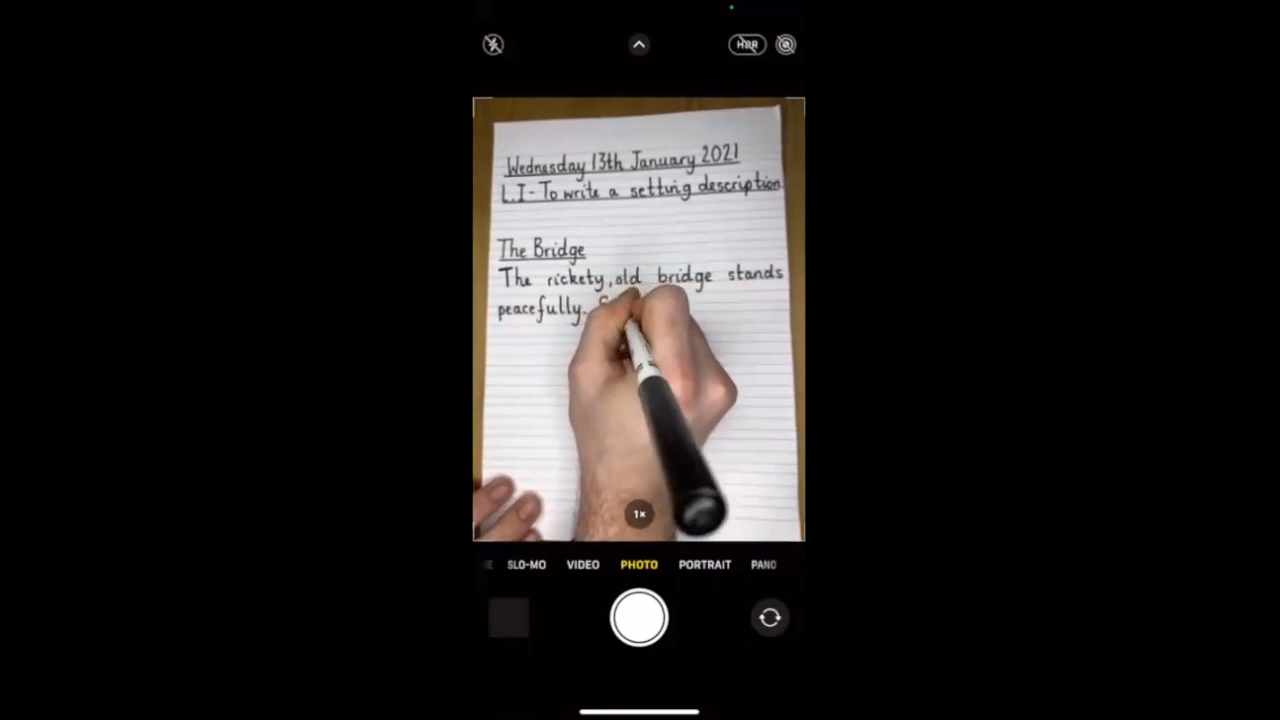 HDR
Wednesday 13th January 2021
L.I-To write a setting description
The Bridge
The rickety, old bridge stands
peacefully.
1×
SLO-MO VIDEO PHOTO PORTRAIT PANO